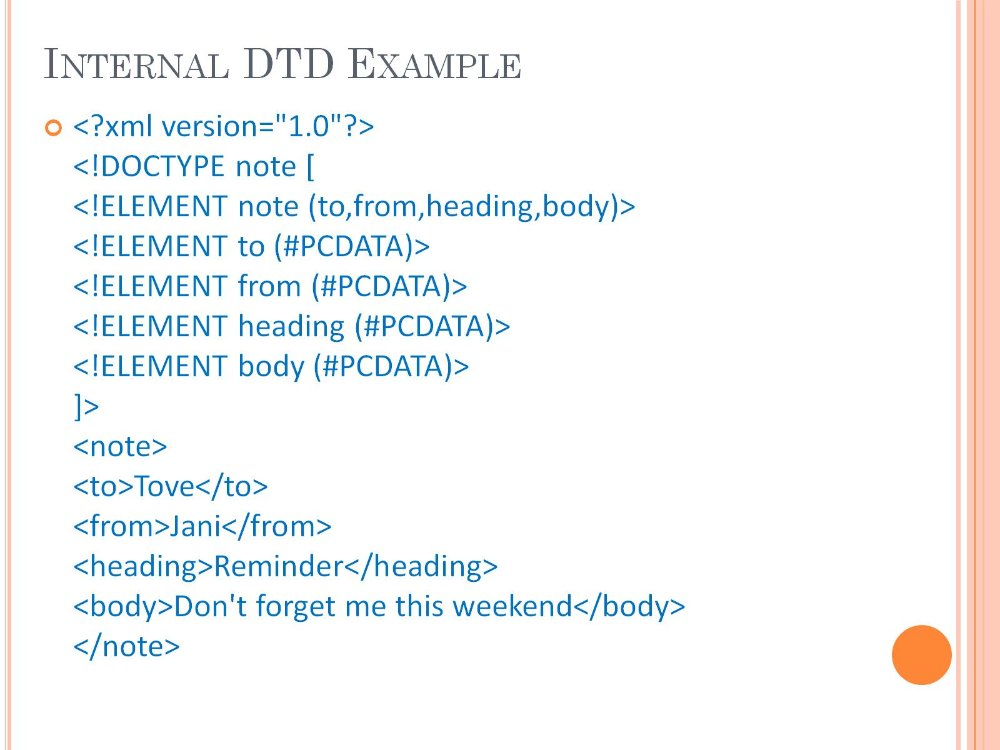 INTERNAL DTD EXAMPLE
<?xml version="1.0"?>
<!DOCTYPE note [
<!ELEMENT note (to,from,heading,body)>
<!ELEMENT to (#PCDATA)>
<!ELEMENT from (#PCDATA)>
<!ELEMENT heading (#PCDATA)>
<!ELEMENT body (#PCDATA)>
]>
<note>
<to>Tove</to>
<from>Jani</from>
<heading>Reminder</heading>
<body>Don't forget me this weekend</body>
</note>